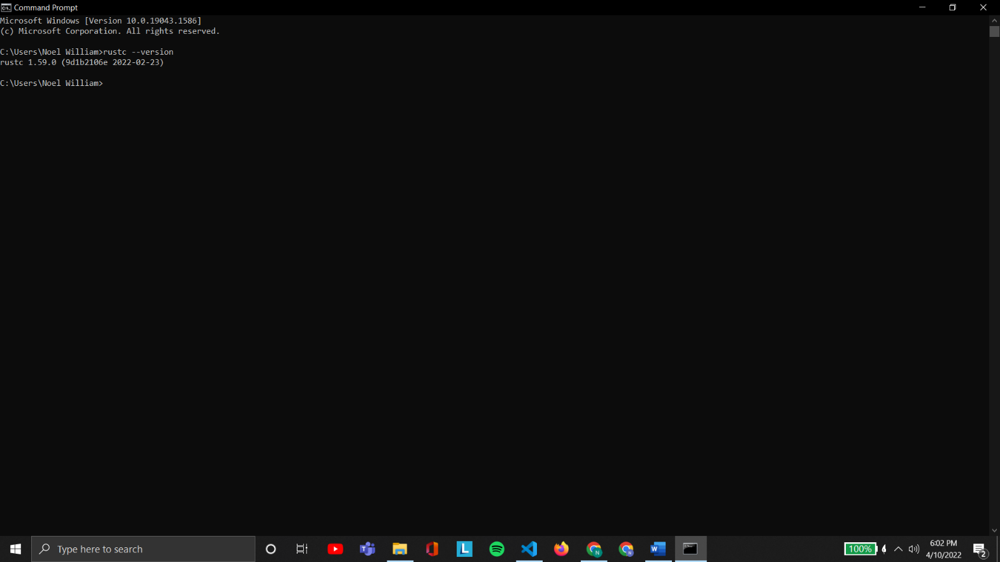 Command Prompt
Microsoft Windows [Version 10.0.19043.1586]
(c) Microsoft Corporation. All rights reserved.
C:\Users\Noel William>rustc --version
rustc 1.59.0 (9d1b2106e 2022-02-23)
C:\Users\Noel William>
Type here to search
100%
6:02 PM
4/10/2022
2